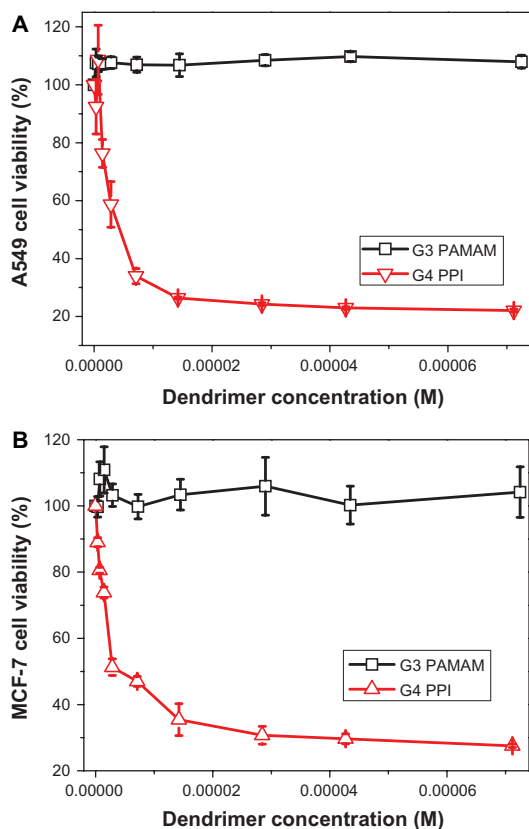 A
120
100
80
60
40
20
A549 cell viability (%)
G3 PAMAM
G4 PPI
0.00000
0.00002
0.00004
0.00006
Dendrimer concentration (M)
B
120
100
80
60
40
20
MCF-7 cell viability (%)
G3 PAMAM
G4 PPI
0.00000
0.00002
0.00004
0.00006
Dendrimer concentration (M)